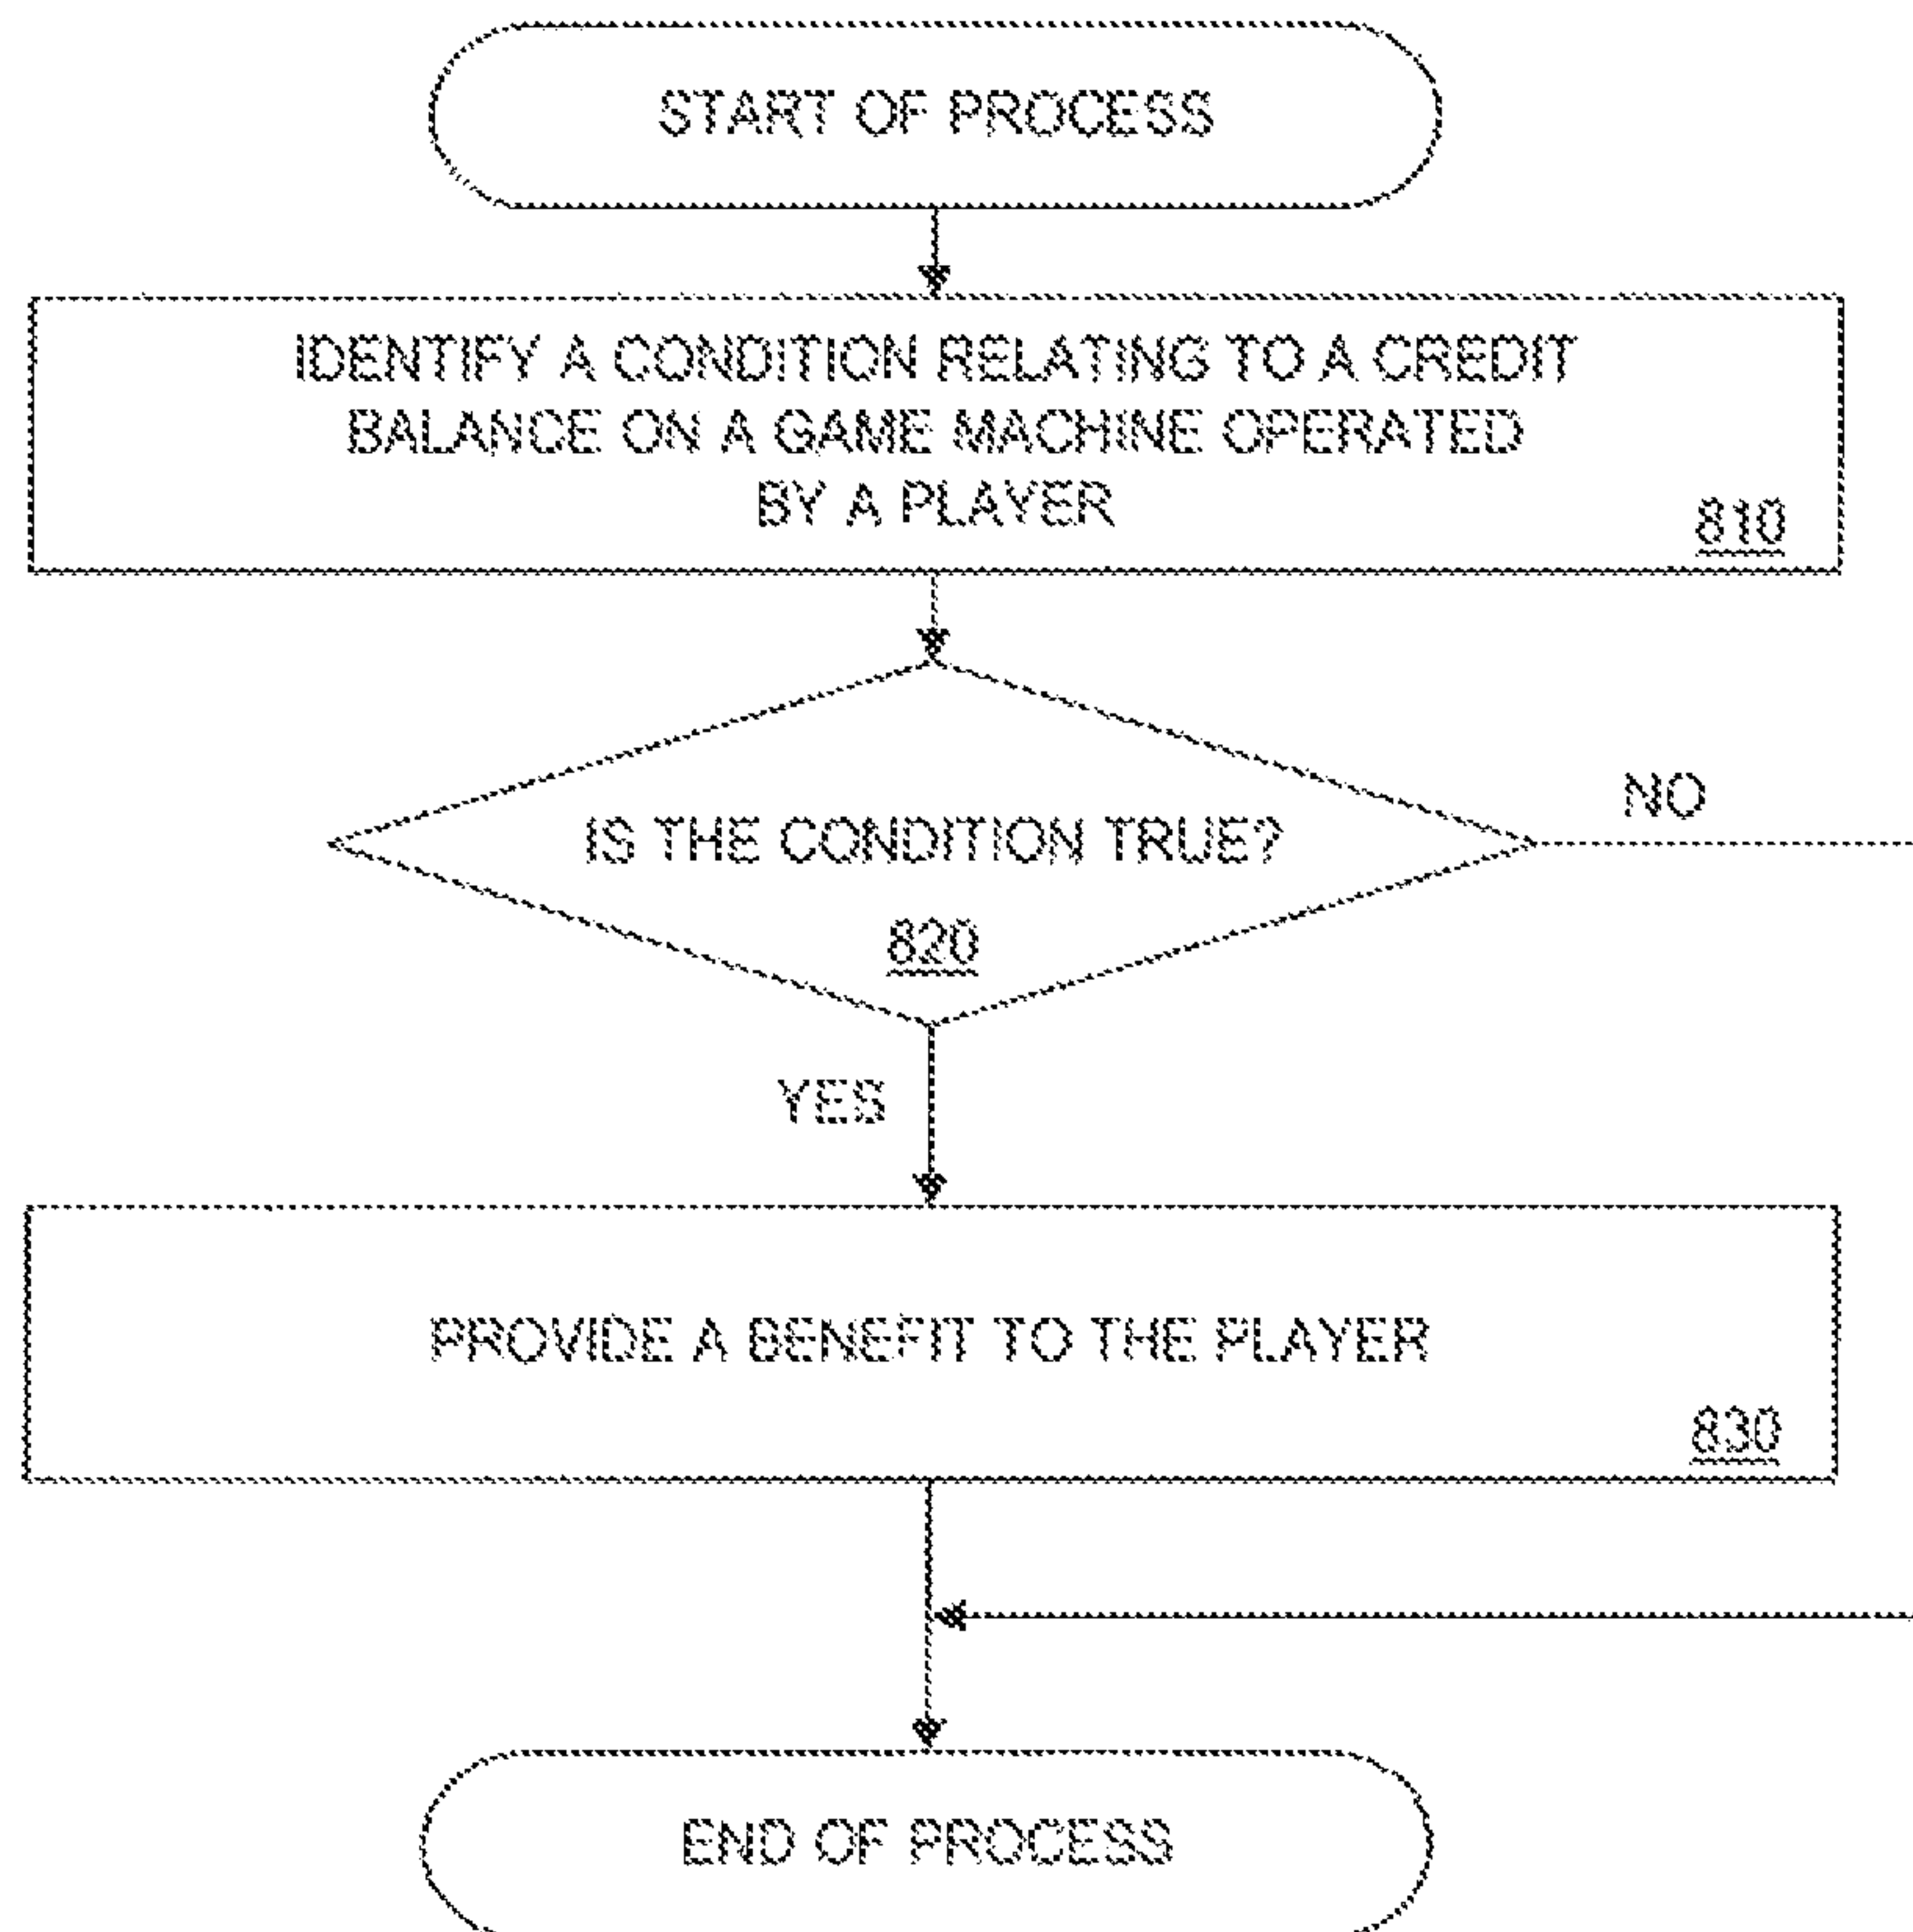 START OF PROCESS
IDENTIFY A CONDITION RELATING TO A CREDIT
BALANCE ON A GAME MACHINE OPERATED
BY A PLAYER
810
NO
IS THE CONDITION TRUE?
820
YES
PROVIDE A BENEFIT TO THE PLAYER
830
END OF PROCESS